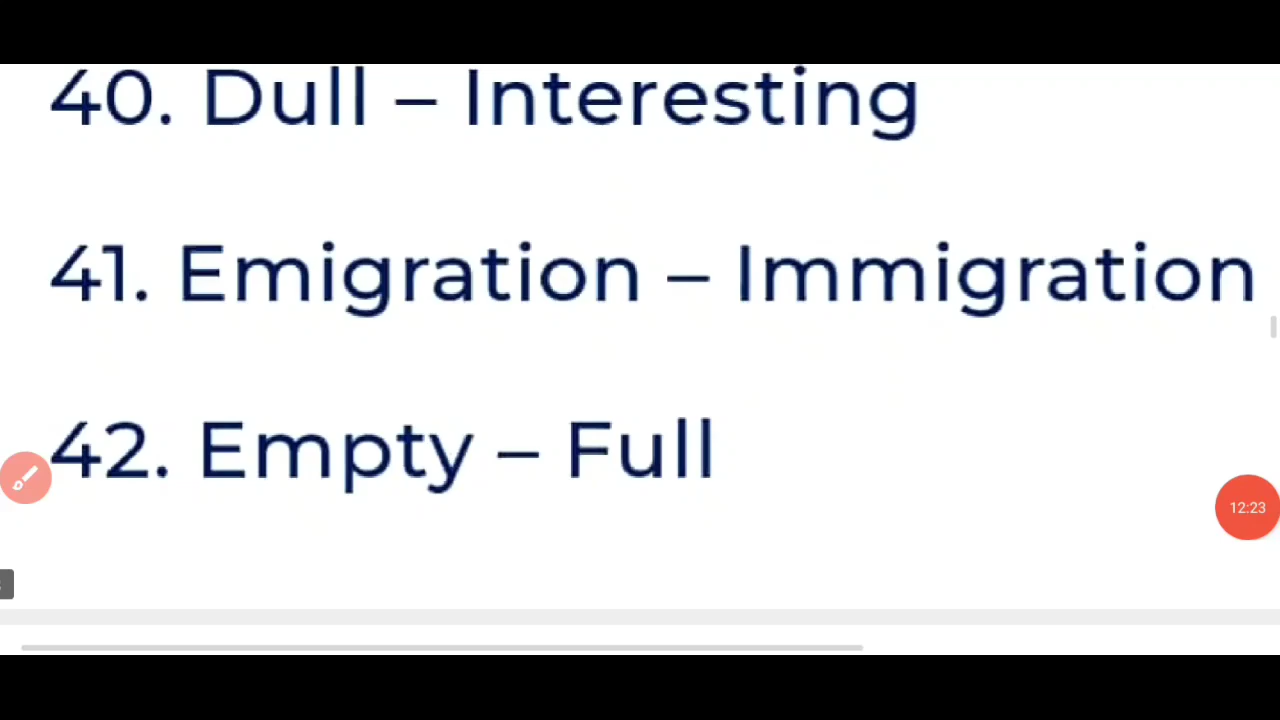 40. Dull – Interesting
41. Emigration – Immigration
42. Empty – Full
12:23